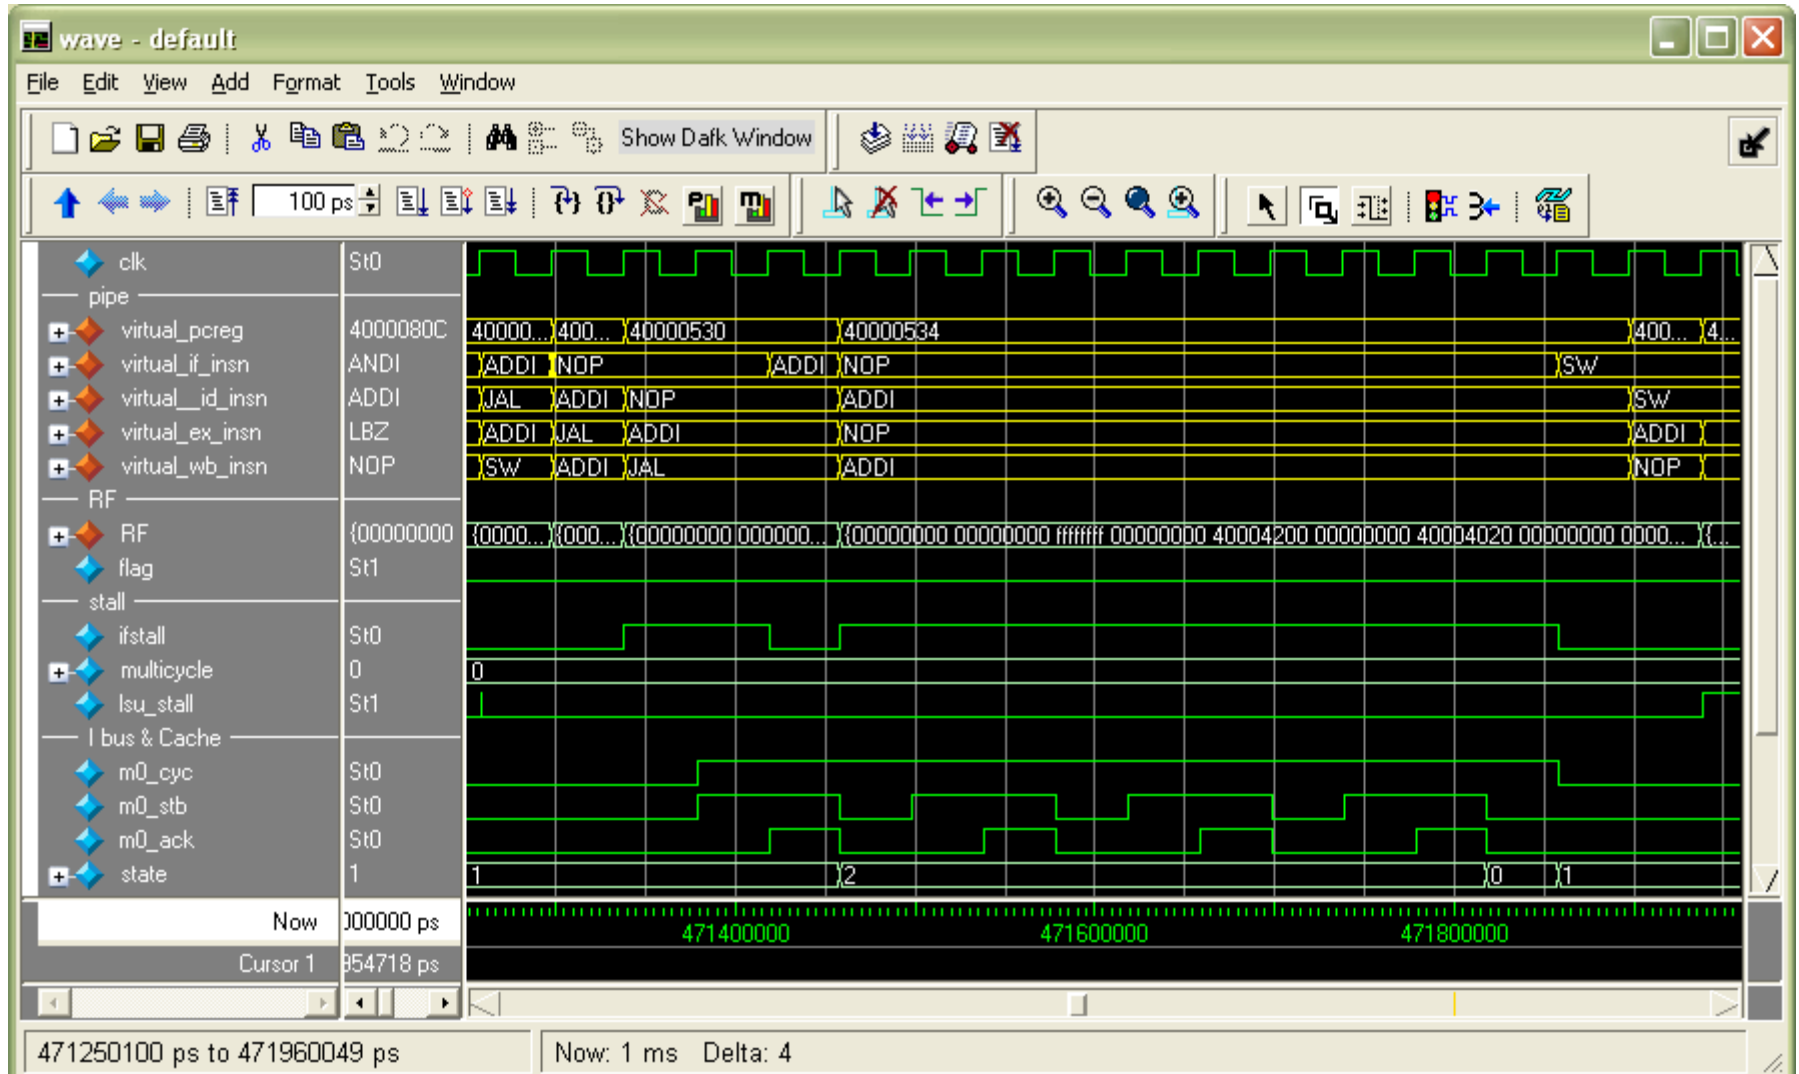 wave - default
File Edit View Add Format Tools Window
Show Dafk Window
100 ps
clk St0
pipe
virtual_pcreg 4000080C 40000... 400... 40000530 40000534 400... 4...
virtual_if_insn ANDI ADDI NOP ADDI NOP SW
virtual__id_insn ADDI JAL ADDI NOP ADDI SW
virtual_ex_insn LBZ ADDI JAL ADDI NOP ADDI
virtual_wb_insn NOP SW ADDI JAL ADDI NOP
RF
RF {00000000 {0000... {000... {00000000 000000... {00000000 00000000 ffffffff 00000000 40004200 00000000 40004020 00000000 0000... {...
flag St1
stall
ifstall St0
multicycle 0 0
lsu_stall St1
I bus & Cache
m0_cyc St0
m0_stb St0
m0_ack St0
state 1 1 2 0 1
Now 000000 ps 471400000 471600000 471800000
Cursor 1 854718 ps
471250100 ps to 471960049 ps Now: 1 ms Delta: 4